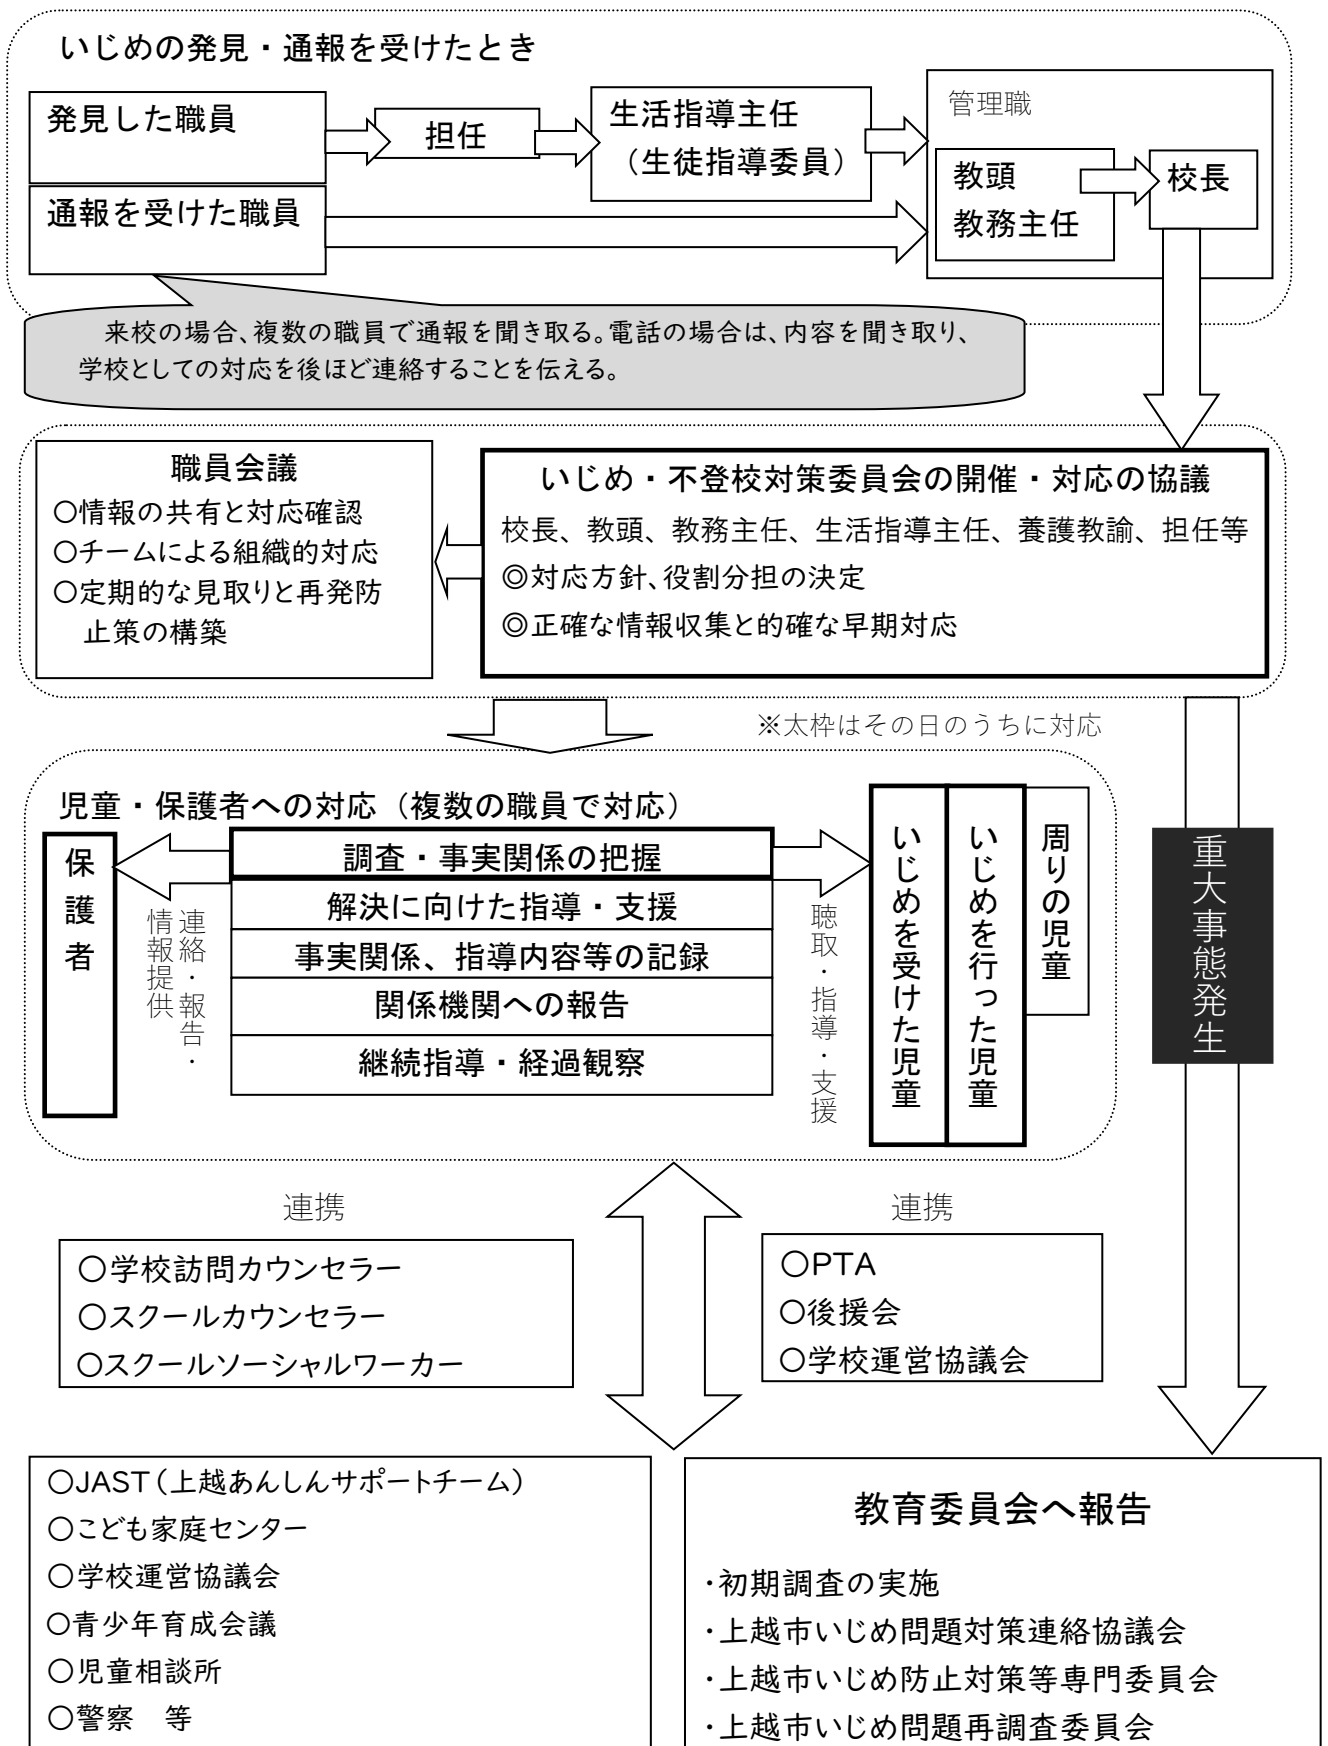 いじめの発見・通報を受けたとき
発見した職員
担任
生活指導主任
（生徒指導委員）
管理職
教頭
教務主任
校長
通報を受けた職員
来校の場合、複数の職員で通報を聞き取る。電話の場合は、内容を聞き取り、
学校としての対応を後ほど連絡することを伝える。
職員会議
○情報の共有と対応確認
○チームによる組織的対応
○定期的な見取りと再発防
止策の構築
いじめ・不登校対策委員会の開催・対応の協議
校長、教頭、教務主任、生活指導主任、養護教諭、担任等
◎対応方針、役割分担の決定
◎正確な情報収集と的確な早期対応
※太枠はその日のうちに対応
児童・保護者への対応（複数の職員で対応）
保護者
連絡・報告・
情報提供
調査・事実関係の把握
解決に向けた指導・支援
事実関係、指導内容等の記録
関係機関への報告
継続指導・経過観察
聴取・指導・支援
いじめを受けた児童
いじめを行った児童
周りの児童
重大事態発生
連携
○学校訪問カウンセラー
○スクールカウンセラー
○スクールソーシャルワーカー
連携
○PTA
○後援会
○学校運営協議会
○JAST（上越あんしんサポートチーム）
○こども家庭センター
○学校運営協議会
○青少年育成会議
○児童相談所
○警察　等
教育委員会へ報告
・初期調査の実施
・上越市いじめ問題対策連絡協議会
・上越市いじめ防止対策等専門委員会
・上越市いじめ問題再調査委員会